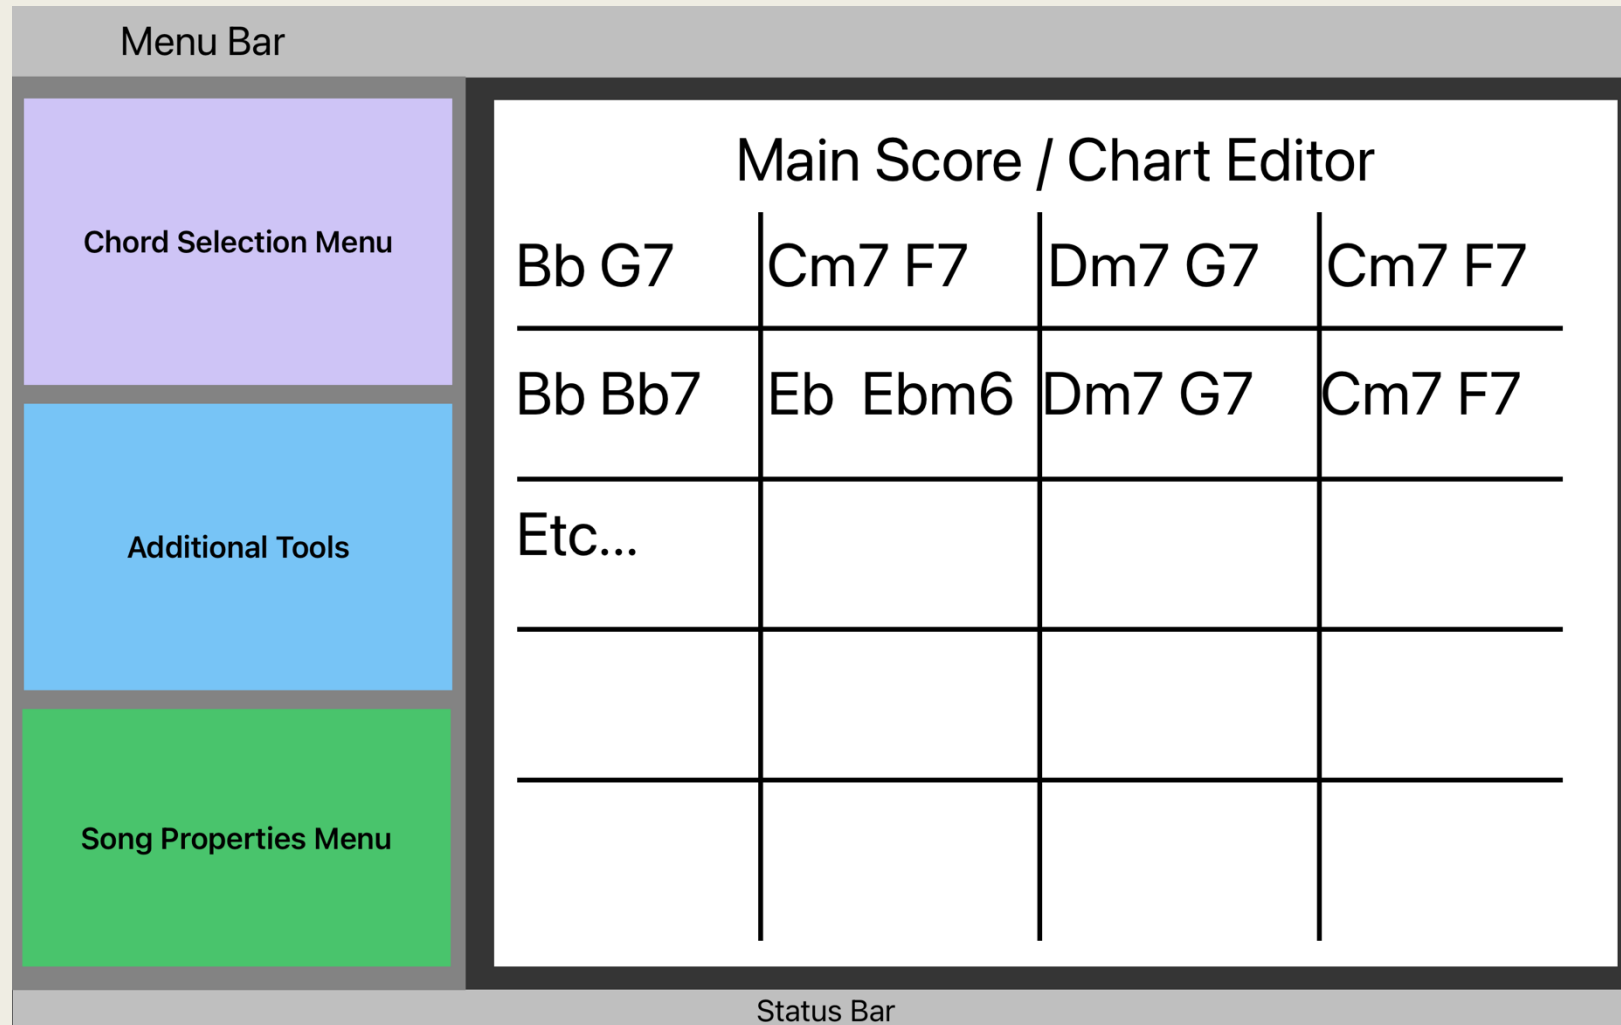 Menu Bar
Chord Selection Menu
Additional Tools
Song Properties Menu
Main Score / Chart Editor
Bb G7 Cm7 F7 Dm7 G7 Cm7 F7
Bb Bb7 Eb Ebm6 Dm7 G7 Cm7 F7
Etc...
Status Bar